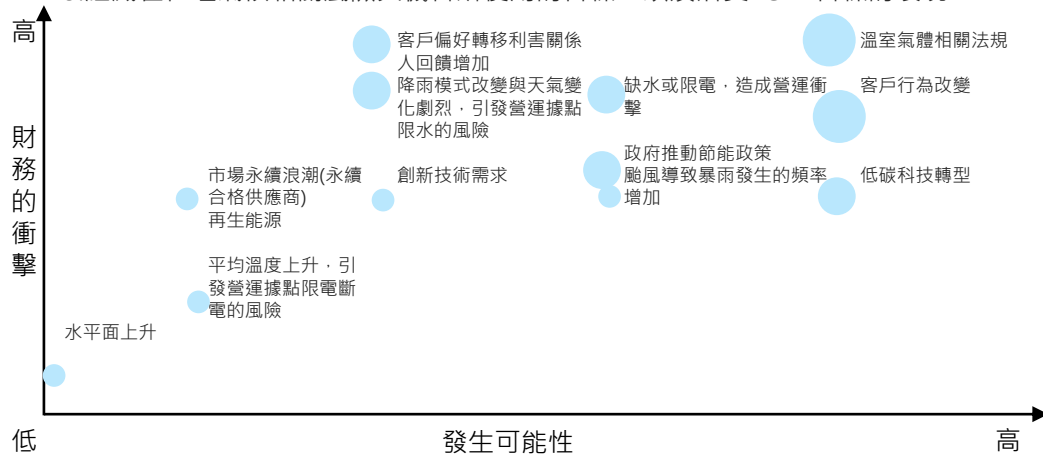 高
客戶偏好轉移利害關係
人回饋增加
溫室氣體相關法規
降雨模式改變與天氣變
化劇烈，引發營運據點
限水的風險
缺水或限電，造成營運衝
擊
客戶行為改變
財務的衝擊
政府推動節能政策
颱風導致暴雨發生的頻率
增加
市場永續浪潮(永續
合格供應商)
再生能源
創新技術需求
低碳科技轉型
平均溫度上升，引
發營運據點限電斷
電的風險
水平面上升
低
發生可能性
高